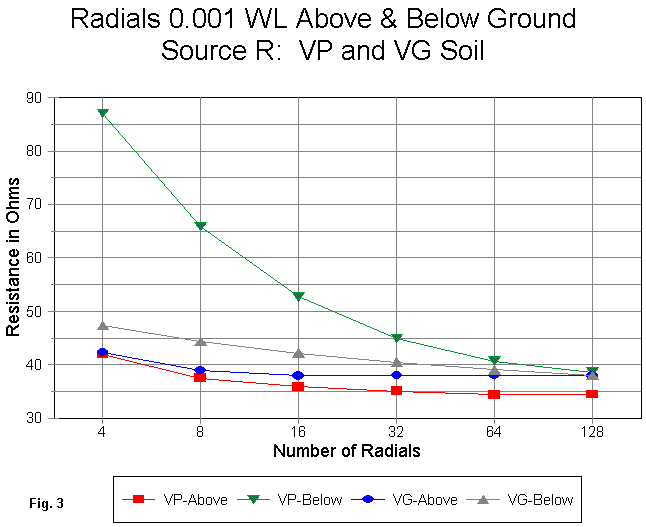 Radials 0.001 WL Above & Below Ground
Source R: VP and VG Soil
90
80
70
60
50
40
30
Resistance in Ohms
4 8 16 32 64 128
Number of Radials
Fig. 3
VP-Above VP-Below VG-Above VG-Below